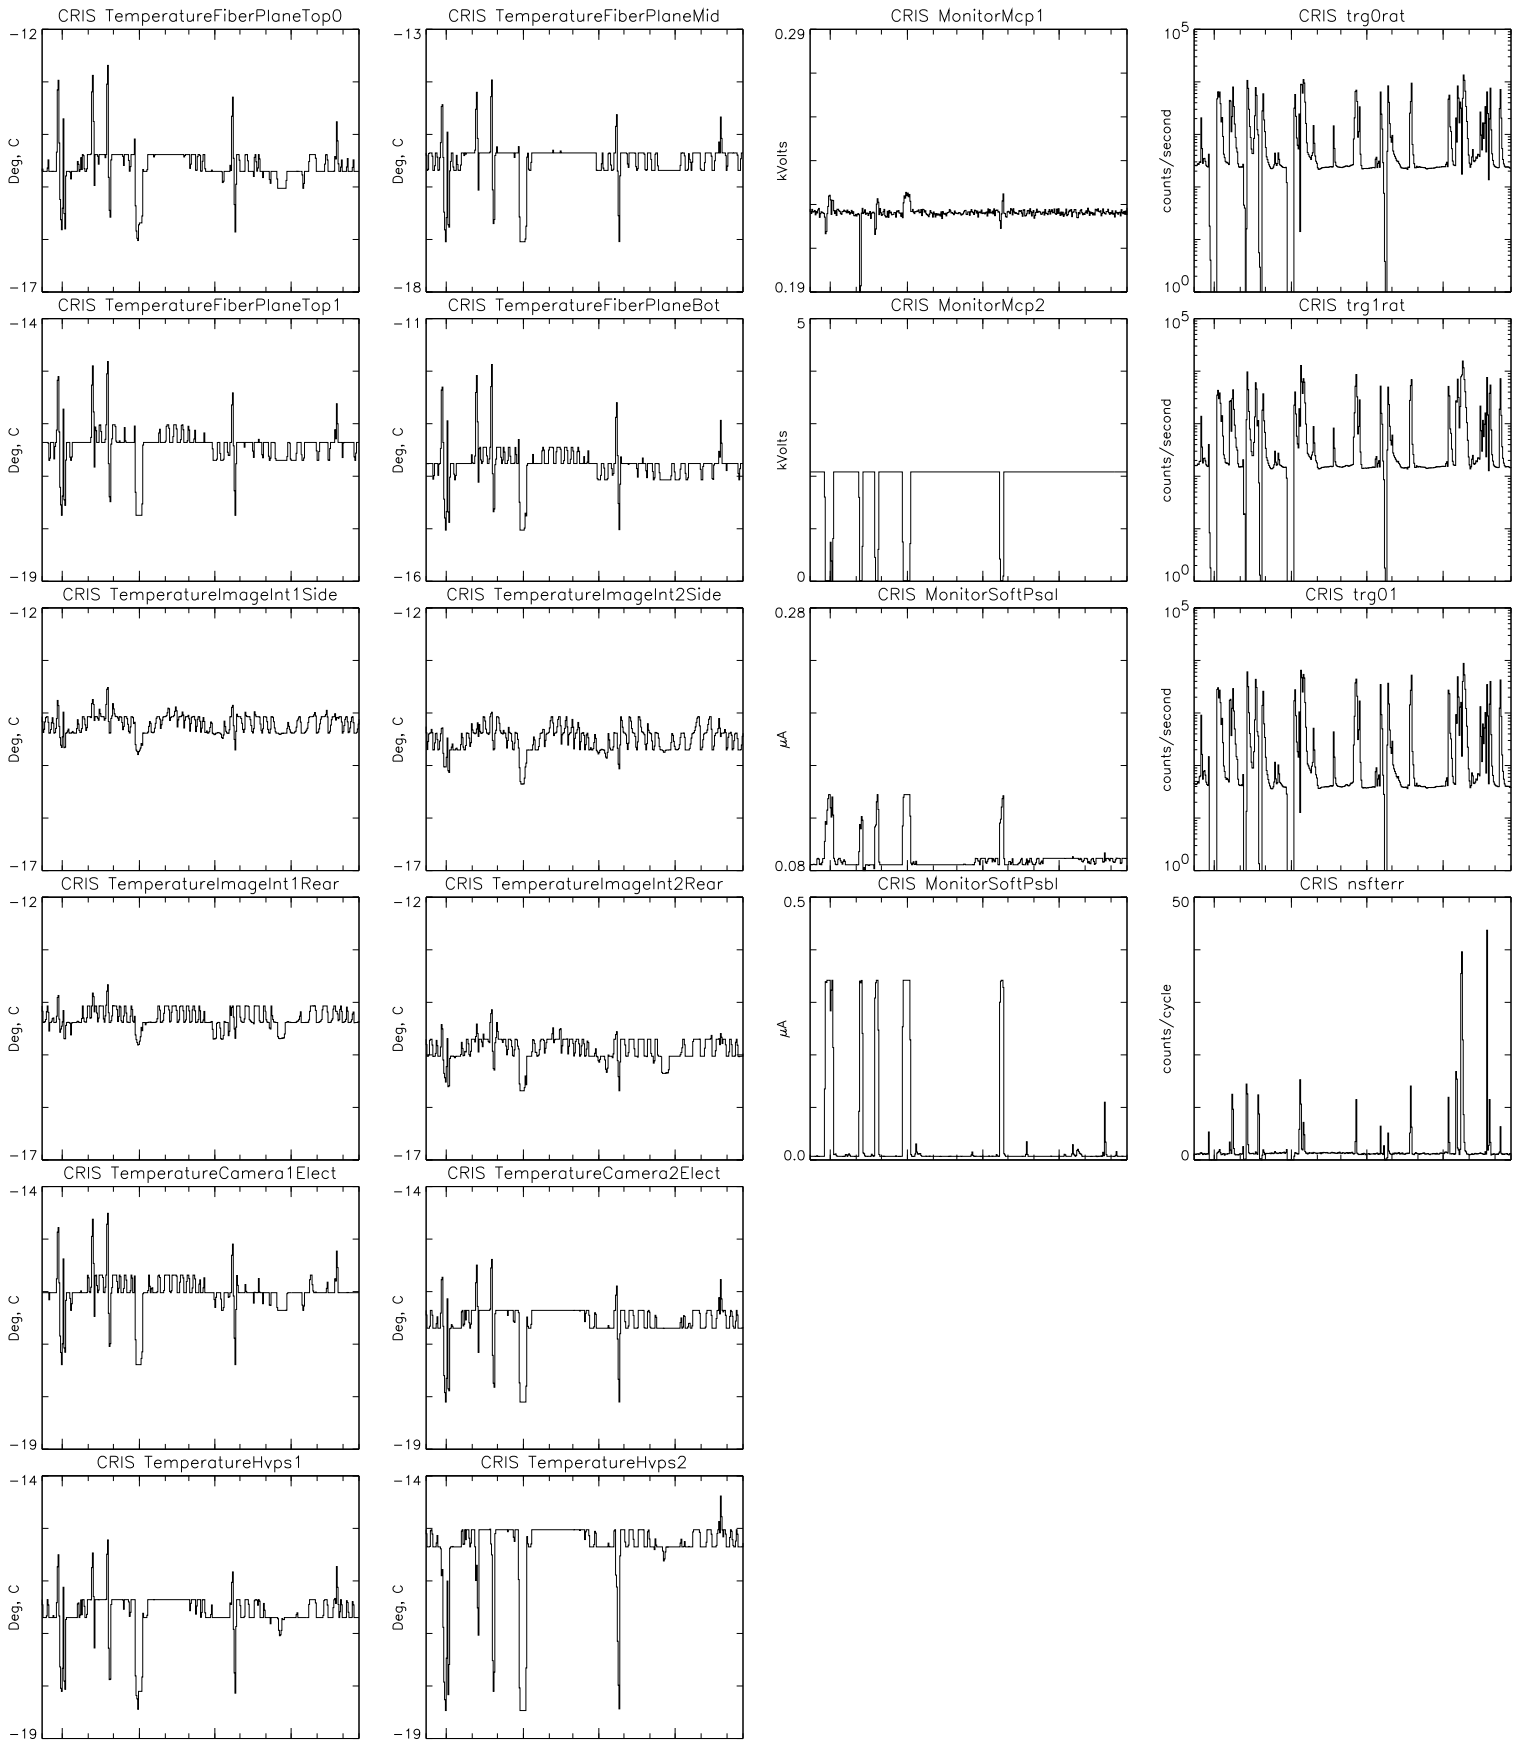 CRIS TemperatureFiberPlaneTop0
-12
Deg, C
-17
CRIS TemperatureFiberPlaneMid
-13
Deg, C
-18
CRIS MonitorMcp1
0.29
kVolts
0.19
CRIS trg0rat
10^5
counts/second
10^0
CRIS TemperatureFiberPlaneTop1
-14
Deg, C
-19
CRIS TemperatureFiberPlaneBot
-11
Deg, C
-16
CRIS MonitorMcp2
5
kVolts
0
CRIS trg1rat
10^5
counts/second
10^0
CRIS TemperatureImageInt1Side
-12
Deg, C
-17
CRIS TemperatureImageInt2Side
-12
Deg, C
-17
CRIS MonitorSoftPsaI
0.28
μA
0.08
CRIS trg01
10^5
counts/second
10^0
CRIS TemperatureImageInt1Rear
-12
Deg, C
-17
CRIS TemperatureImageInt2Rear
-12
Deg, C
-17
CRIS MonitorSoftPsbI
0.5
μA
0.0
CRIS nsfterr
50
counts/cycle
0
CRIS TemperatureCamera1Elect
-14
Deg, C
-19
CRIS TemperatureCamera2Elect
-14
Deg, C
-19
CRIS TemperatureHvps1
-14
Deg, C
-19
CRIS TemperatureHvps2
-14
Deg, C
-19